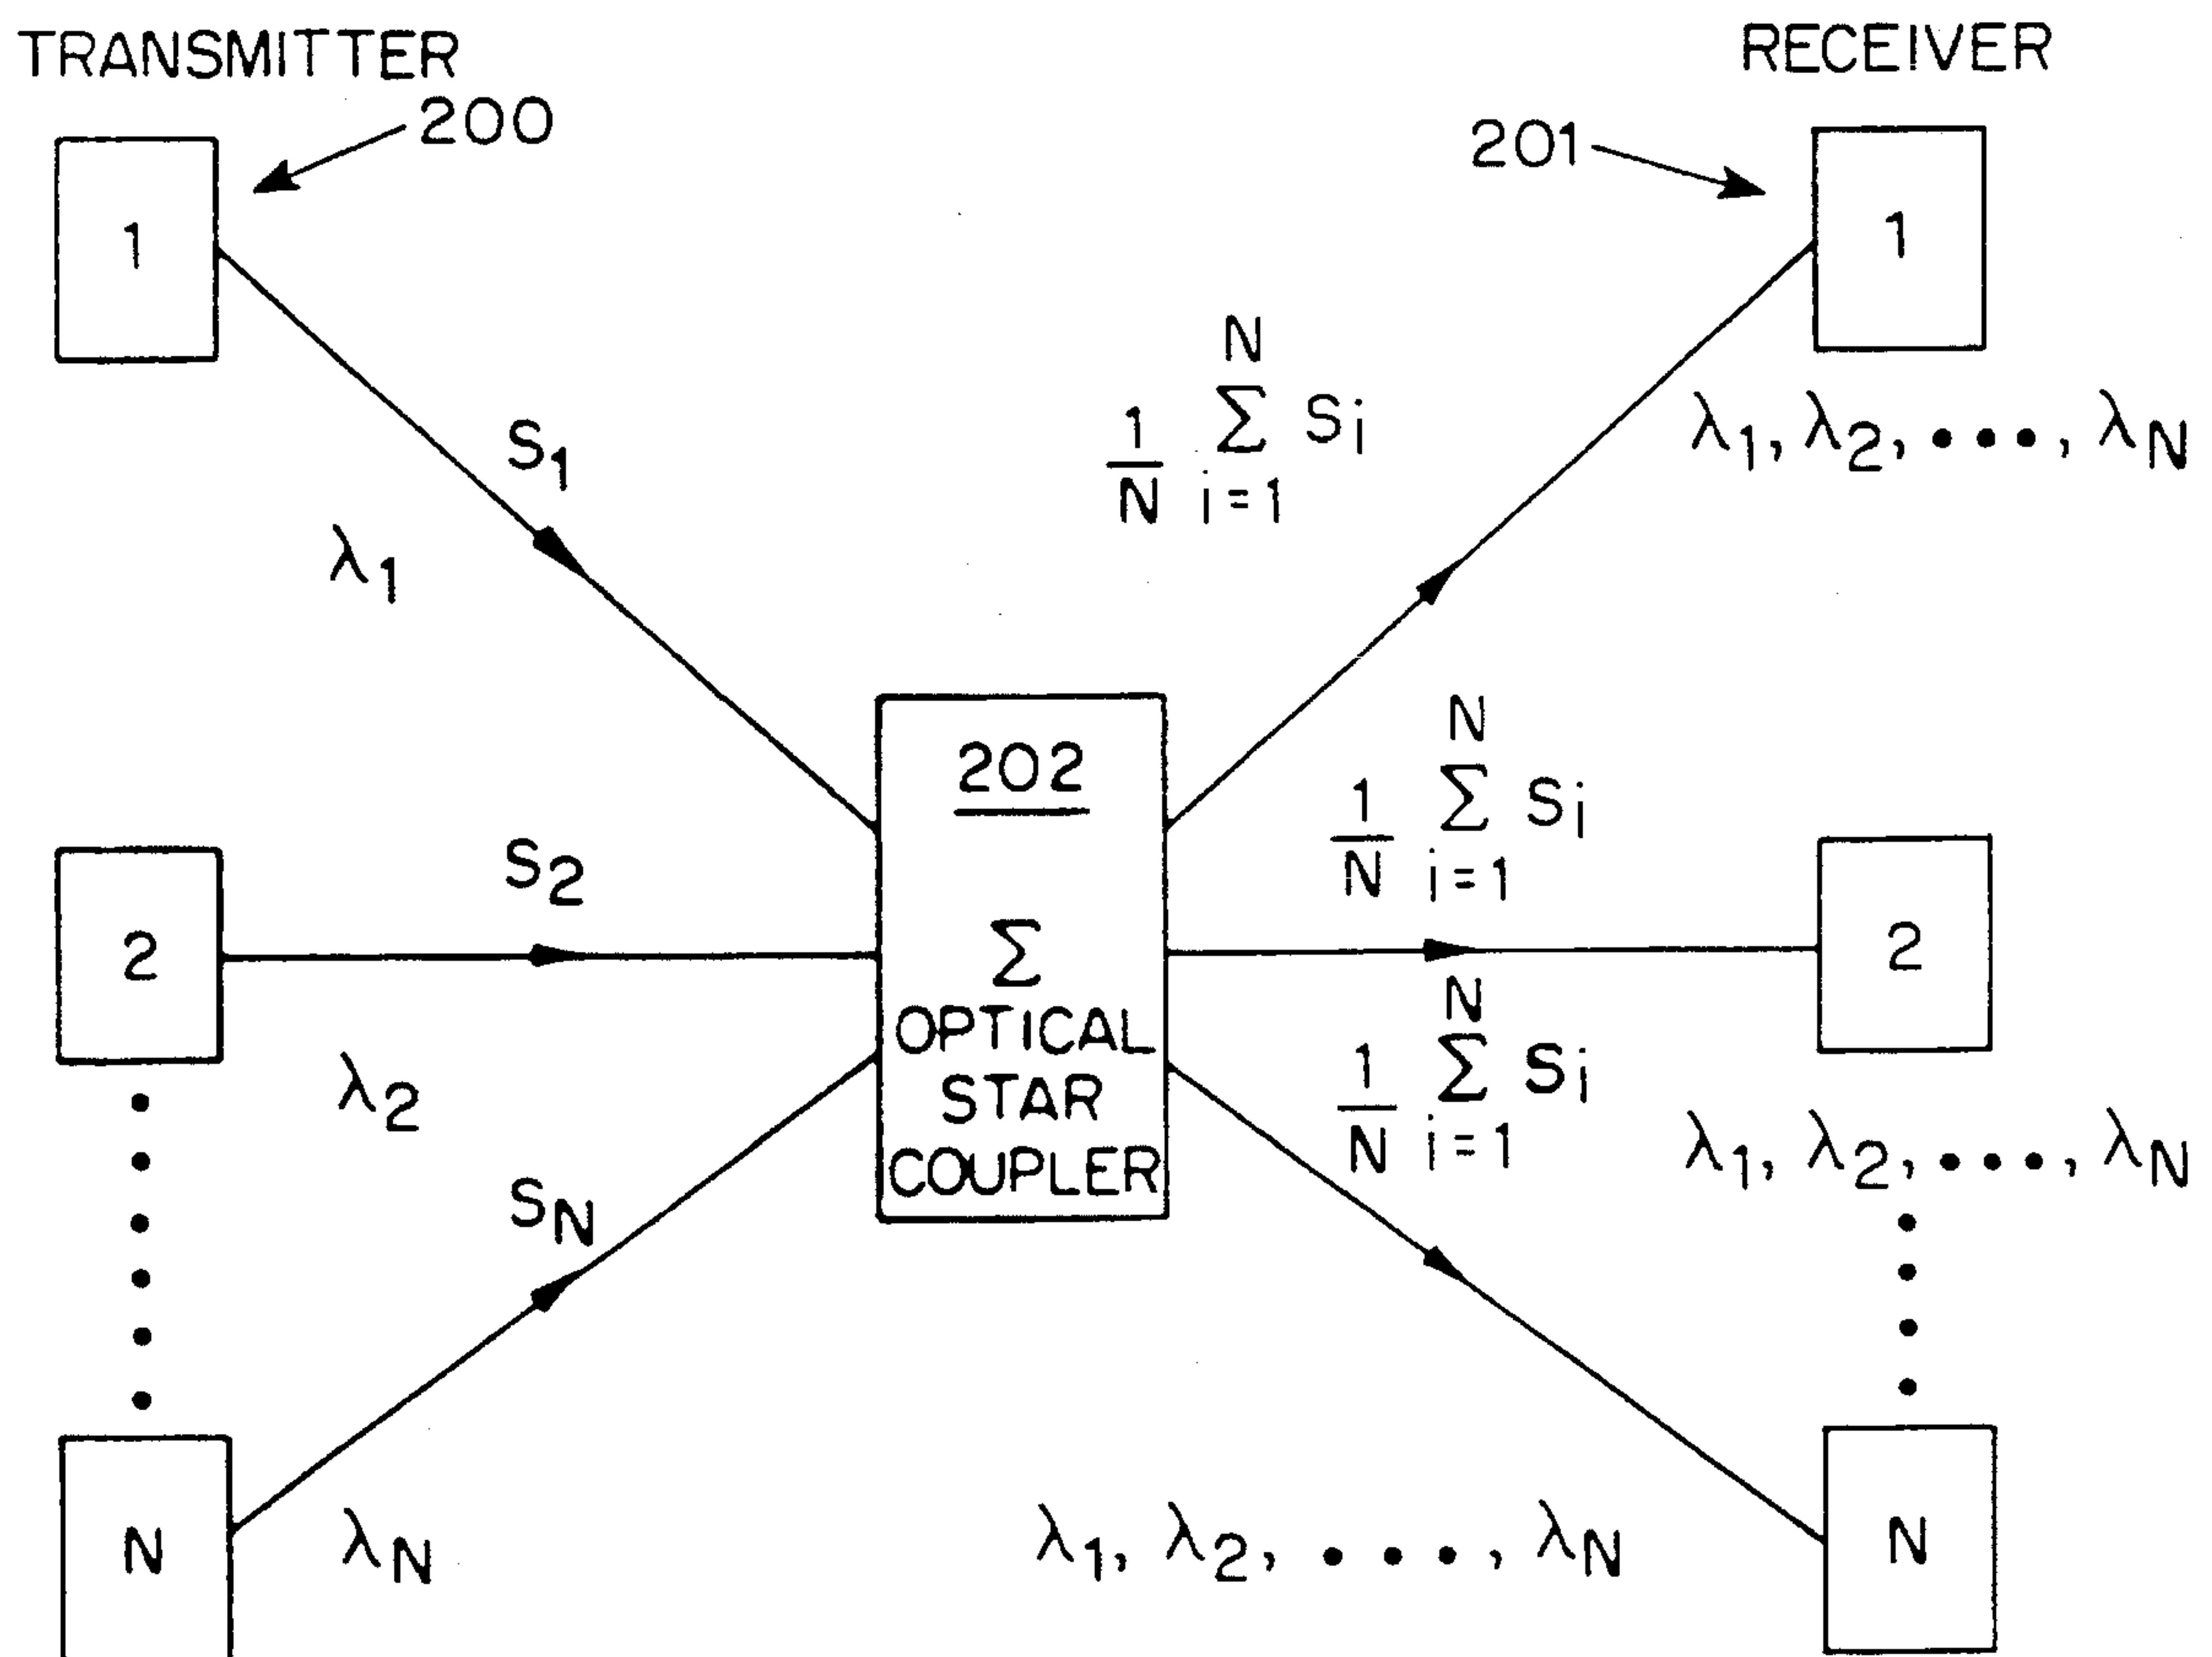 TRANSMITTER
RECEIVER
200
201
1
1
N
1/N Σ Si
i=1
S1
λ1
λ1, λ2, •••, λN
202
Σ
OPTICAL
STAR
COUPLER
N
1/N Σ Si
i=1
S2
2
2
λ2
N
1/N Σ Si
i=1
λ1, λ2, •••, λN
SN
N
λN
λ1, λ2, •••, λN
N